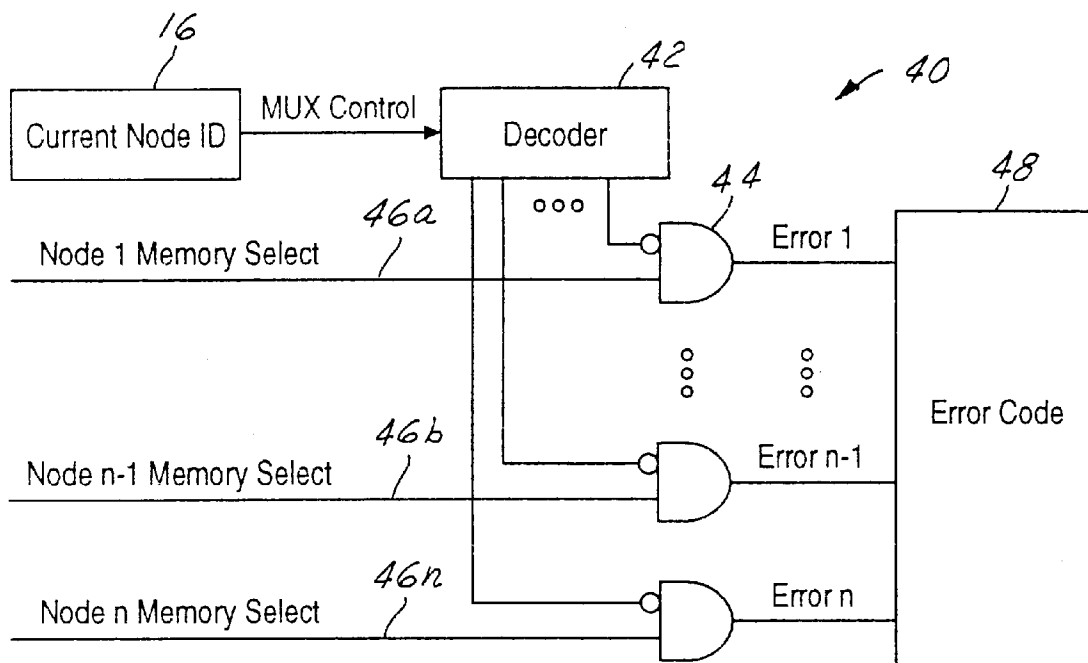 16
42
40
MUX Control
Current Node ID
Decoder
44
48
46a
Node 1 Memory Select
Error 1
Error Code
46b
Node n-1 Memory Select
Error n-1
46n
Node n Memory Select
Error n